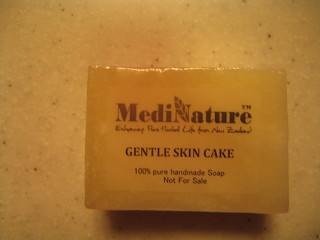 MediNature™
Enhancing Pure Herbal Life from New Zealand
GENTLE SKIN CAKE
100% pure handmade Soap
Not For Sale